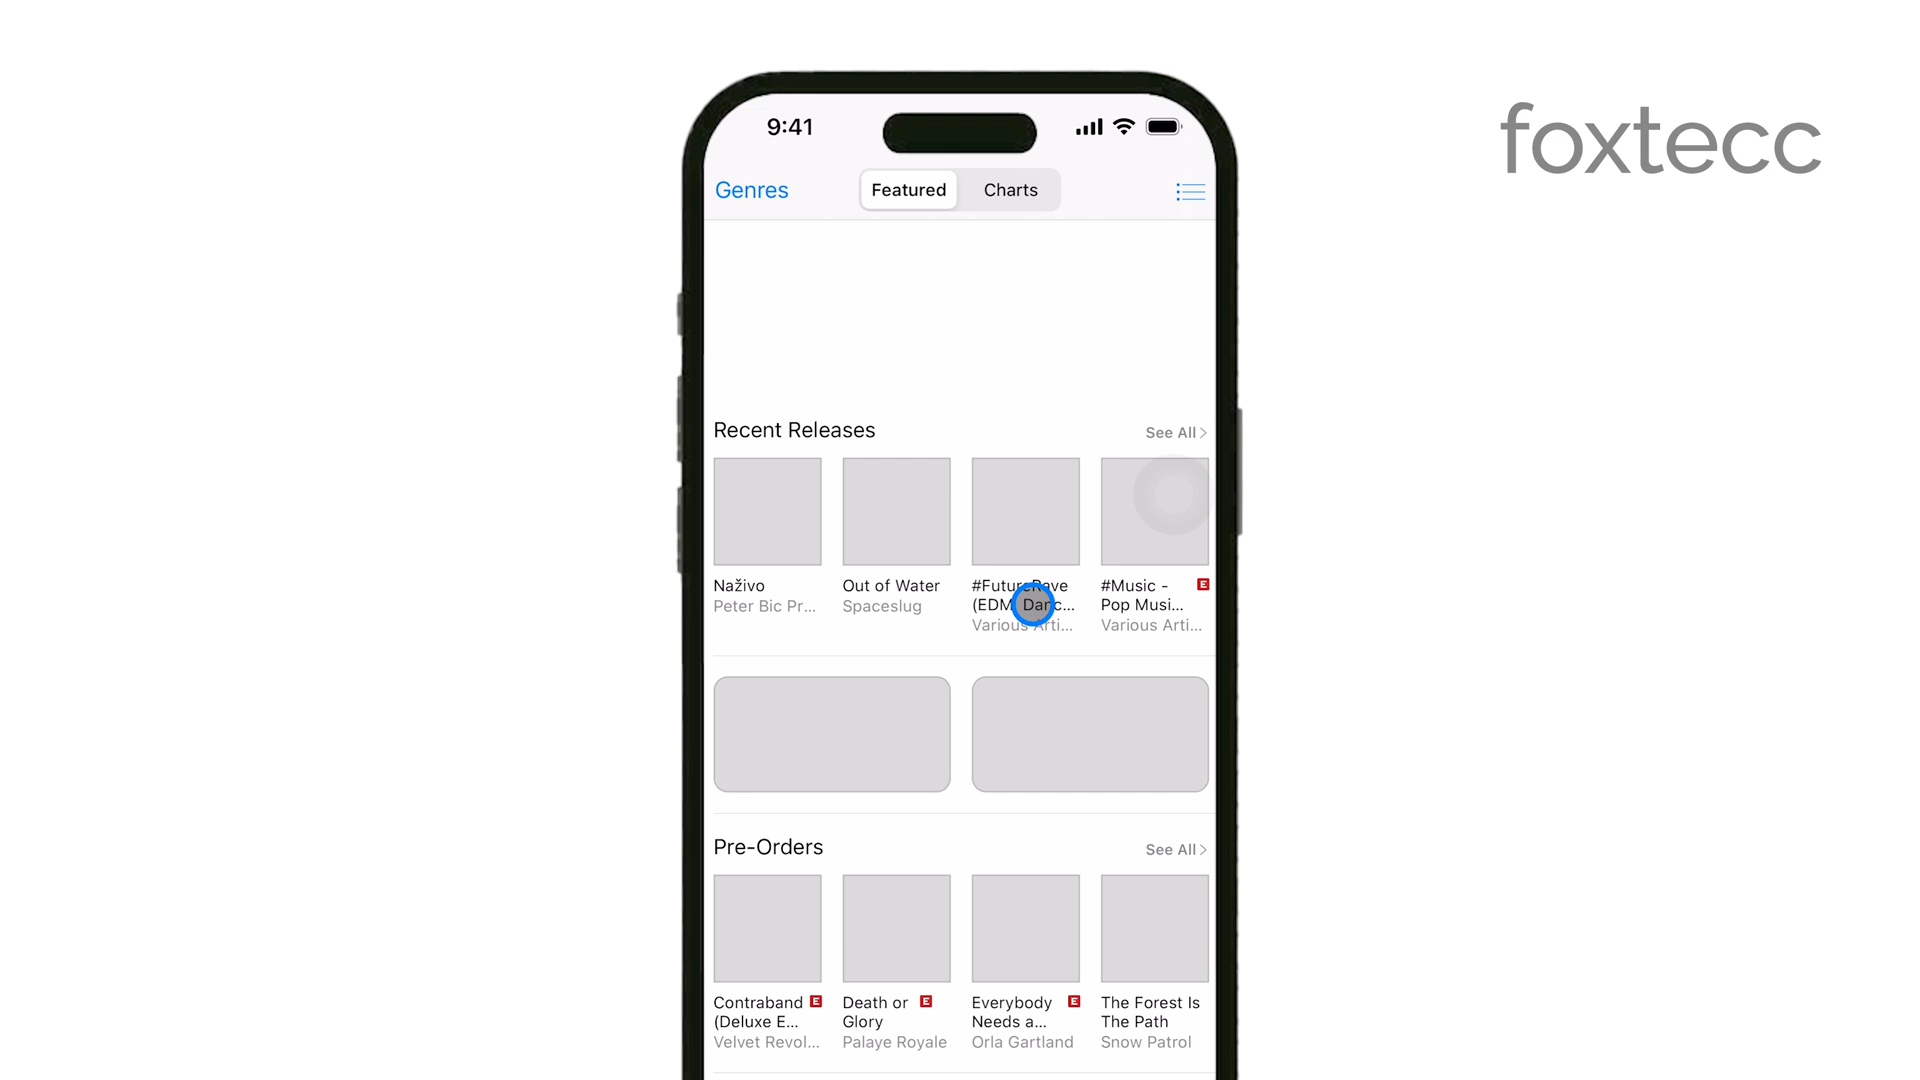 foxtecc
9:41
Genres
Featured
Charts
Recent Releases
See All
Naživo
Peter Bic Pr...
Out of Water
Spaceslug
#FutureRave
(EDM, Danc...
Various Arti...
#Music -
Pop Musi...
E
Various Arti...
Pre-Orders
See All
Contraband E
(Deluxe E...
Velvet Revol...
Death or E
Glory
Palaye Royale
Everybody E
Needs a...
Orla Gartland
The Forest Is
The Path
Snow Patrol